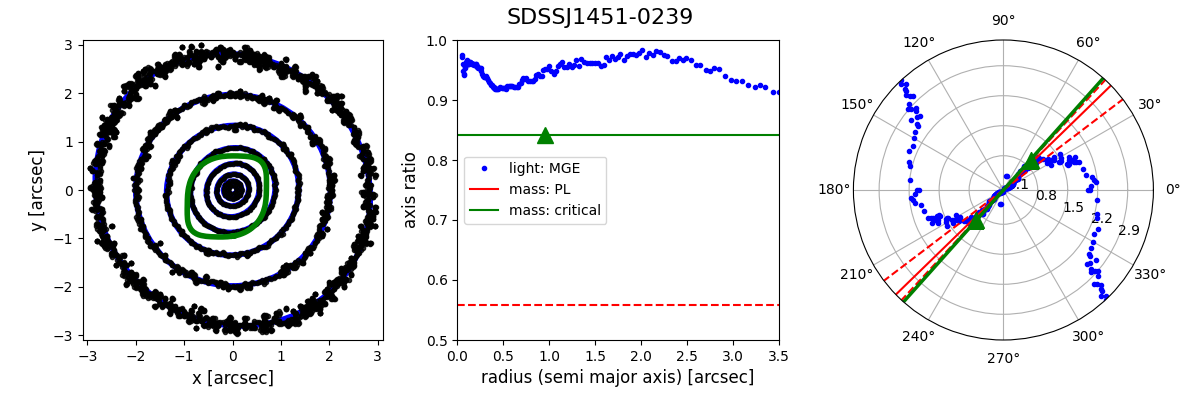 SDSSJ1451-0239
3
2
1
0
−1
−2
−3
y [arcsec]
−3 −2 −1 0 1 2 3
x [arcsec]
1.0
0.9
0.8
0.7
0.6
0.5
axis ratio
light: MGE
mass: PL
mass: critical
0.0 0.5 1.0 1.5 2.0 2.5 3.0 3.5
radius (semi major axis) [arcsec]
90°
120° 60°
150° 30°
180° 0°
.1 0.8 1.5 2.2 2.9
210° 330°
240° 300°
270°